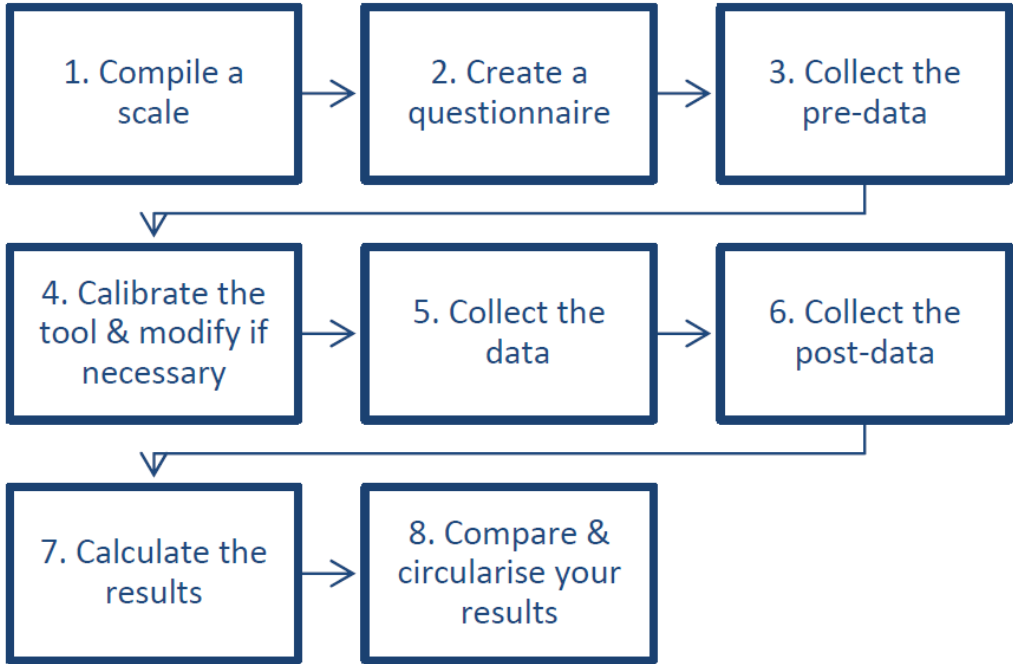 1. Compile a
scale
2. Create a
questionnaire
3. Collect the
pre-data
4. Calibrate the
tool & modify if
necessary
5. Collect the
data
6. Collect the
post-data
7. Calculate the
results
8. Compare &
circularise your
results